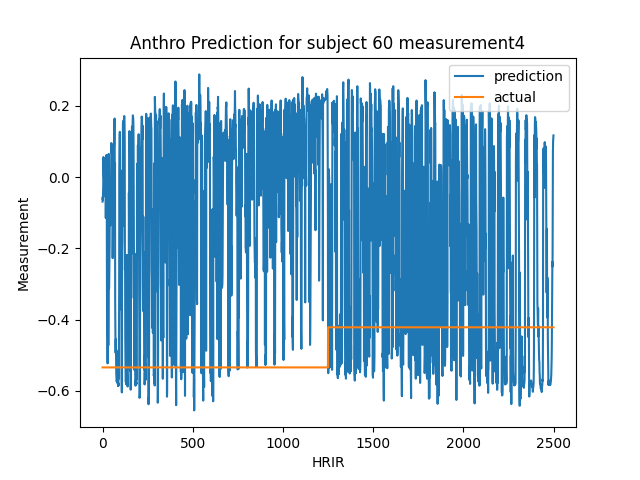 Anthro Prediction for subject 60 measurement4
prediction
actual
0.2
0.0
−0.2
−0.4
−0.6
Measurement
0
500
1000
1500
2000
2500
HRIR